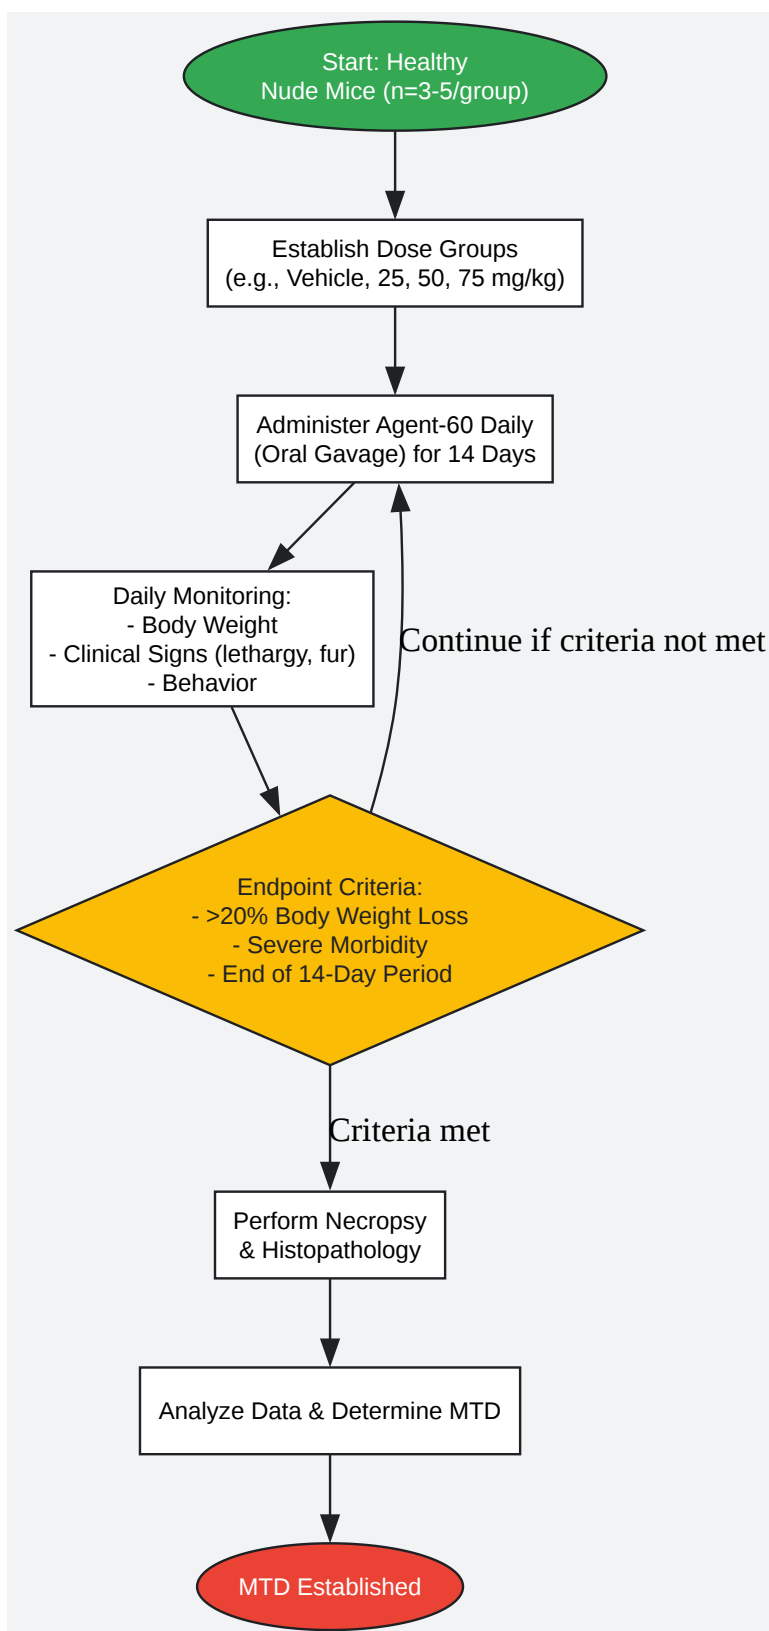 Start: Healthy
Nude Mice (n=3-5/group)
Establish Dose Groups
(e.g., Vehicle, 25, 50, 75 mg/kg)
Administer Agent-60 Daily
(Oral Gavage) for 14 Days
Daily Monitoring:
- Body Weight
- Clinical Signs (lethargy, fur)
- Behavior
Continue if criteria not met
Endpoint Criteria:
- >20% Body Weight Loss
- Severe Morbidity
- End of 14-Day Period
Criteria met
Perform Necropsy
& Histopathology
Analyze Data & Determine MTD
MTD Established